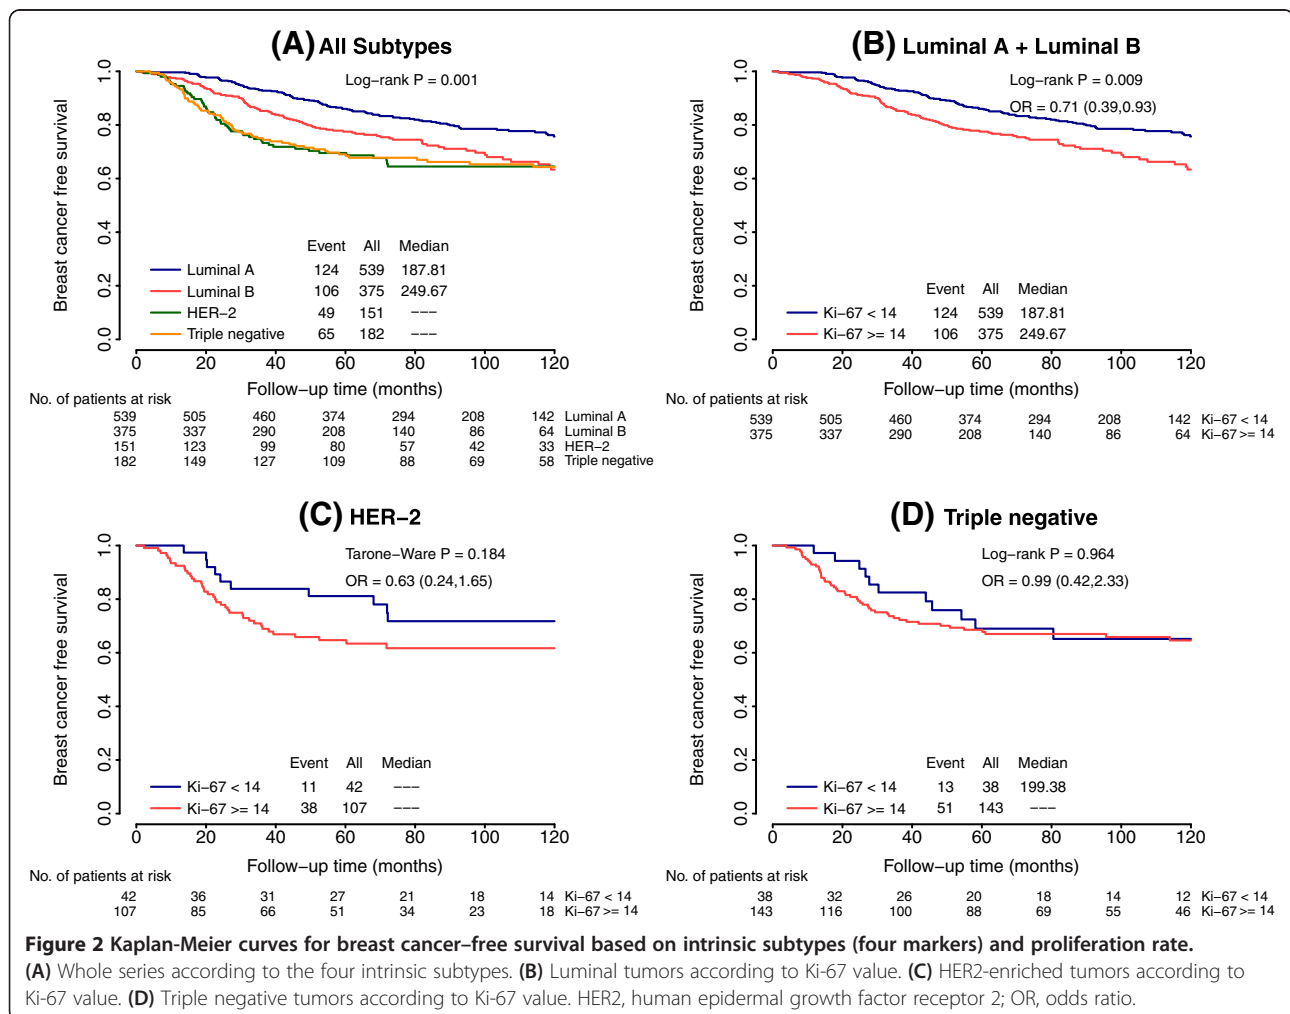 (A) All Subtypes
Log-rank P = 0.001
Breast cancer free survival
1.0
0.8
0.6
0.4
0.2
0.0
Event All Median
Luminal A 124 539 187.81
Luminal B 106 375 249.67
HER-2 49 151 ---
Triple negative 65 182 ---
0 20 40 60 80 100 120
Follow-up time (months)
No. of patients at risk
539 505 460 374 294 208 142 Luminal A
375 337 290 208 140 86 64 Luminal B
151 123 99 80 57 42 33 HER-2
182 149 127 109 88 69 58 Triple negative
(B) Luminal A + Luminal B
Log-rank P = 0.009
OR = 0.71 (0.39,0.93)
Breast cancer free survival
1.0
0.8
0.6
0.4
0.2
0.0
Event All Median
Ki-67 < 14 124 539 187.81
Ki-67 >= 14 106 375 249.67
0 20 40 60 80 100 120
Follow-up time (months)
No. of patients at risk
539 505 460 374 294 208 142 Ki-67 < 14
375 337 290 208 140 86 64 Ki-67 >= 14
(C) HER-2
Tarone-Ware P = 0.184
OR = 0.63 (0.24,1.65)
Breast cancer free survival
1.0
0.8
0.6
0.4
0.2
0.0
Event All Median
Ki-67 < 14 11 42 ---
Ki-67 >= 14 38 107 ---
0 20 40 60 80 100 120
Follow-up time (months)
No. of patients at risk
42 36 31 27 21 18 14 Ki-67 < 14
107 85 66 51 34 23 18 Ki-67 >= 14
(D) Triple negative
Log-rank P = 0.964
OR = 0.99 (0.42,2.33)
Breast cancer free survival
1.0
0.8
0.6
0.4
0.2
0.0
Event All Median
Ki-67 < 14 13 38 199.38
Ki-67 >= 14 51 143 ---
0 20 40 60 80 100 120
Follow-up time (months)
No. of patients at risk
38 32 26 20 18 14 12 Ki-67 < 14
143 116 100 88 69 55 46 Ki-67 >= 14
Figure 2 Kaplan-Meier curves for breast cancer–free survival based on intrinsic subtypes (four markers) and proliferation rate.
(A) Whole series according to the four intrinsic subtypes. (B) Luminal tumors according to Ki-67 value. (C) HER2-enriched tumors according to
Ki-67 value. (D) Triple negative tumors according to Ki-67 value. HER2, human epidermal growth factor receptor 2; OR, odds ratio.